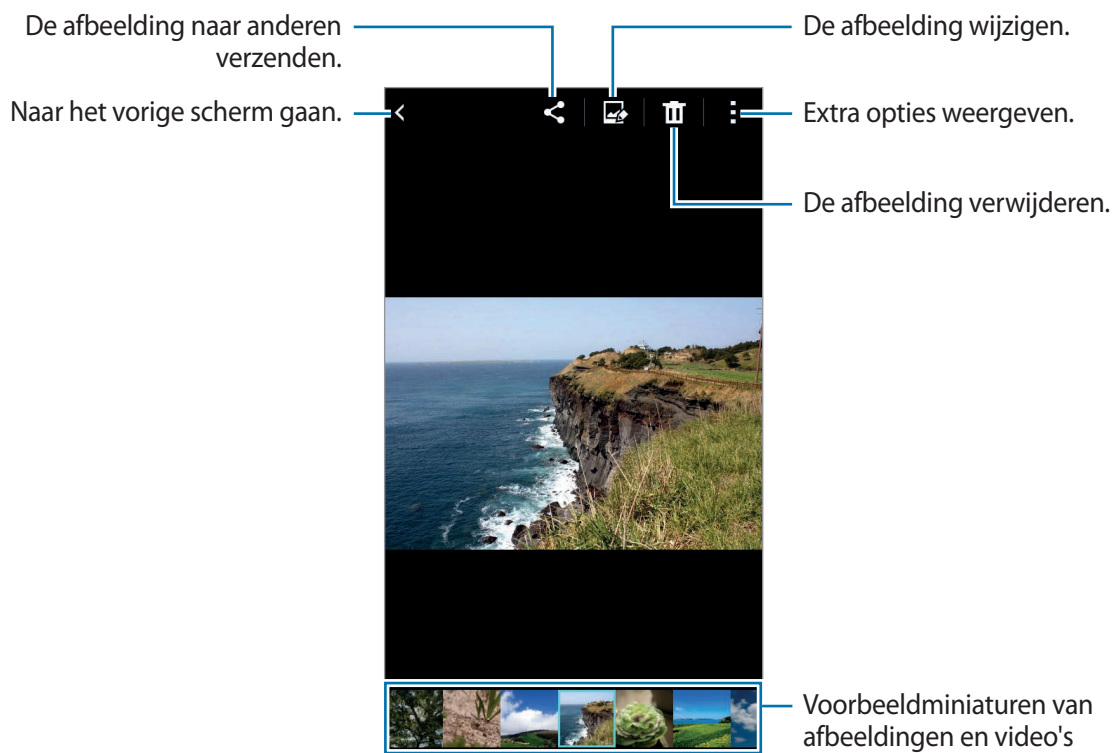 De afbeelding naar anderen
verzenden.
De afbeelding wijzigen.
Naar het vorige scherm gaan.
Extra opties weergeven.
De afbeelding verwijderen.
Voorbeeldminiaturen van
afbeeldingen en video's